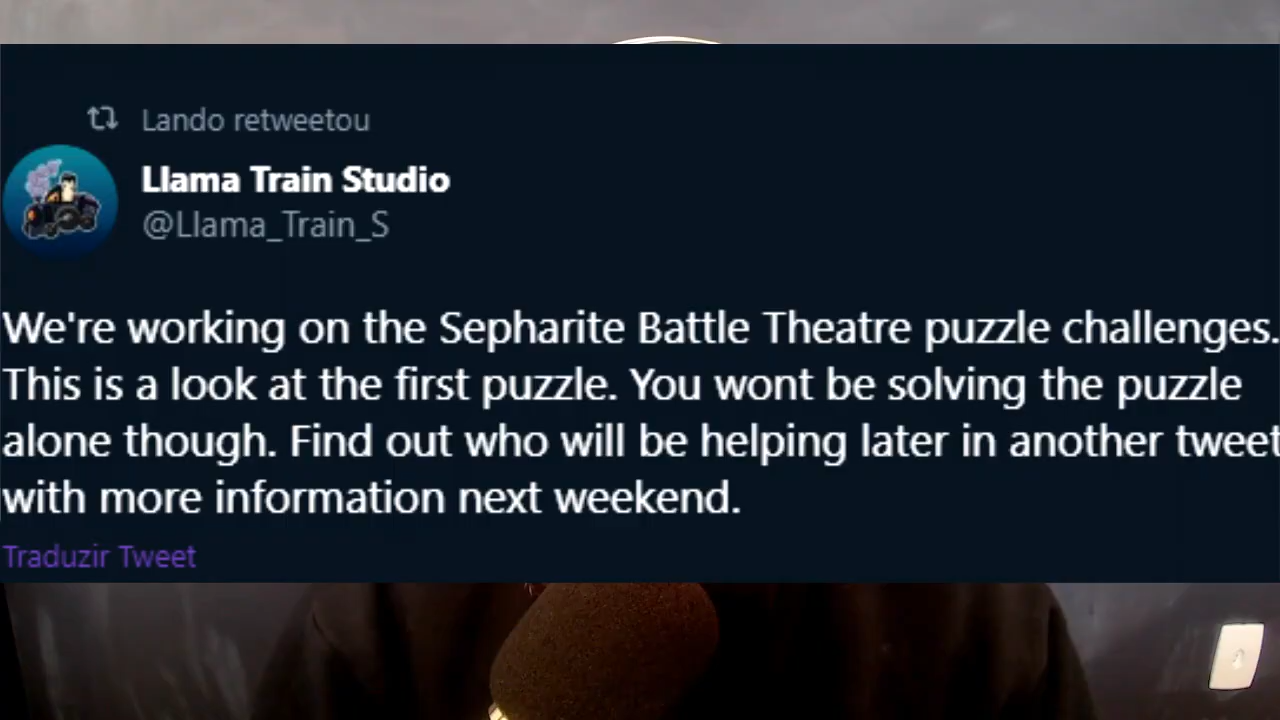 Lando retweetou
Llama Train Studio
@Llama_Train_S
We're working on the Sepharite Battle Theatre puzzle challenges.
This is a look at the first puzzle. You wont be solving the puzzle
alone though. Find out who will be helping later in another tweet
with more information next weekend.
Traduzir Tweet